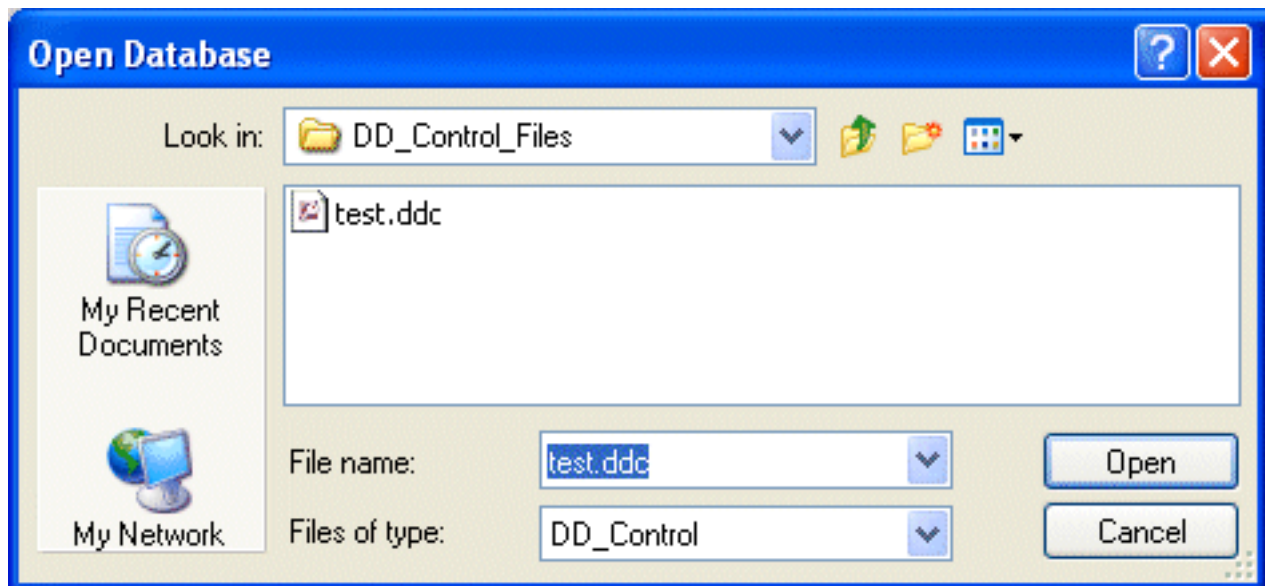 Open Database
Look in: DD_Control_Files
test.ddc
My Recent
Documents
My Network
File name: test.ddc Open
Files of type: DD_Control Cancel